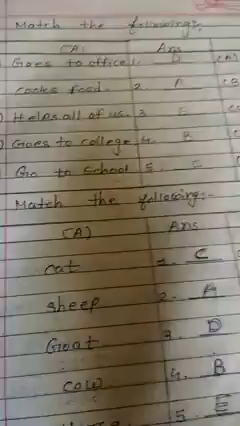 Match the following:
(A) Ans
Goes to office 1. D (A)
cooks food. 2. A (B
Helps all of us. 3 E
Goes to college 4. B
Go to School 5. C
Match the following:-
(A) Ans
cat 1. C
sheep 2. A
Goat 3. D
cow 4. B
5. E